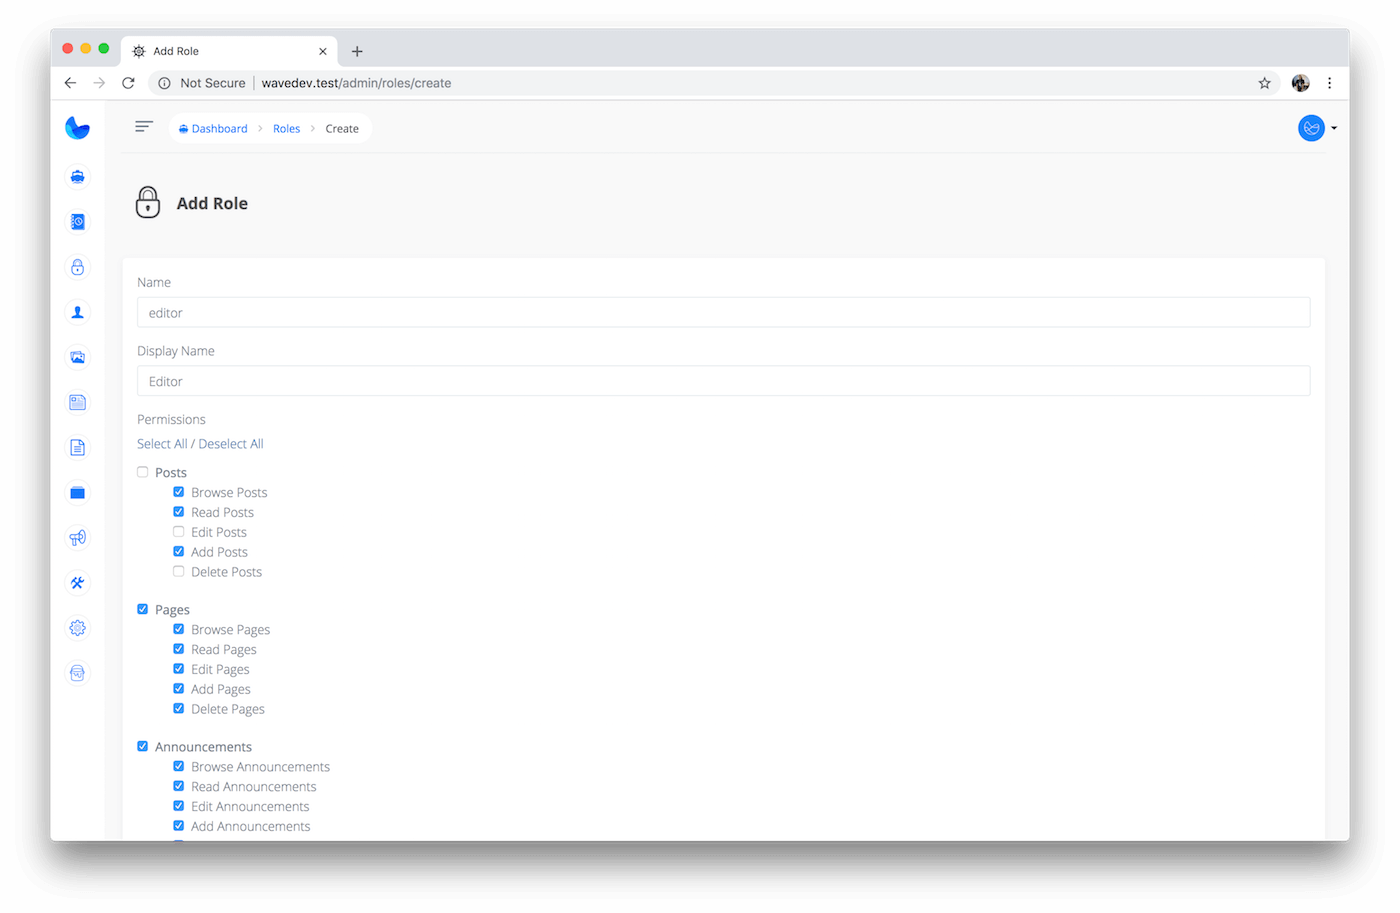 Add Role
Not Secure | wavedev.test/admin/roles/create
Dashboard > Roles > Create
Add Role
Name
editor
Display Name
Editor
Permissions
Select All / Deselect All
Posts
Browse Posts
Read Posts
Edit Posts
Add Posts
Delete Posts
Pages
Browse Pages
Read Pages
Edit Pages
Add Pages
Delete Pages
Announcements
Browse Announcements
Read Announcements
Edit Announcements
Add Announcements